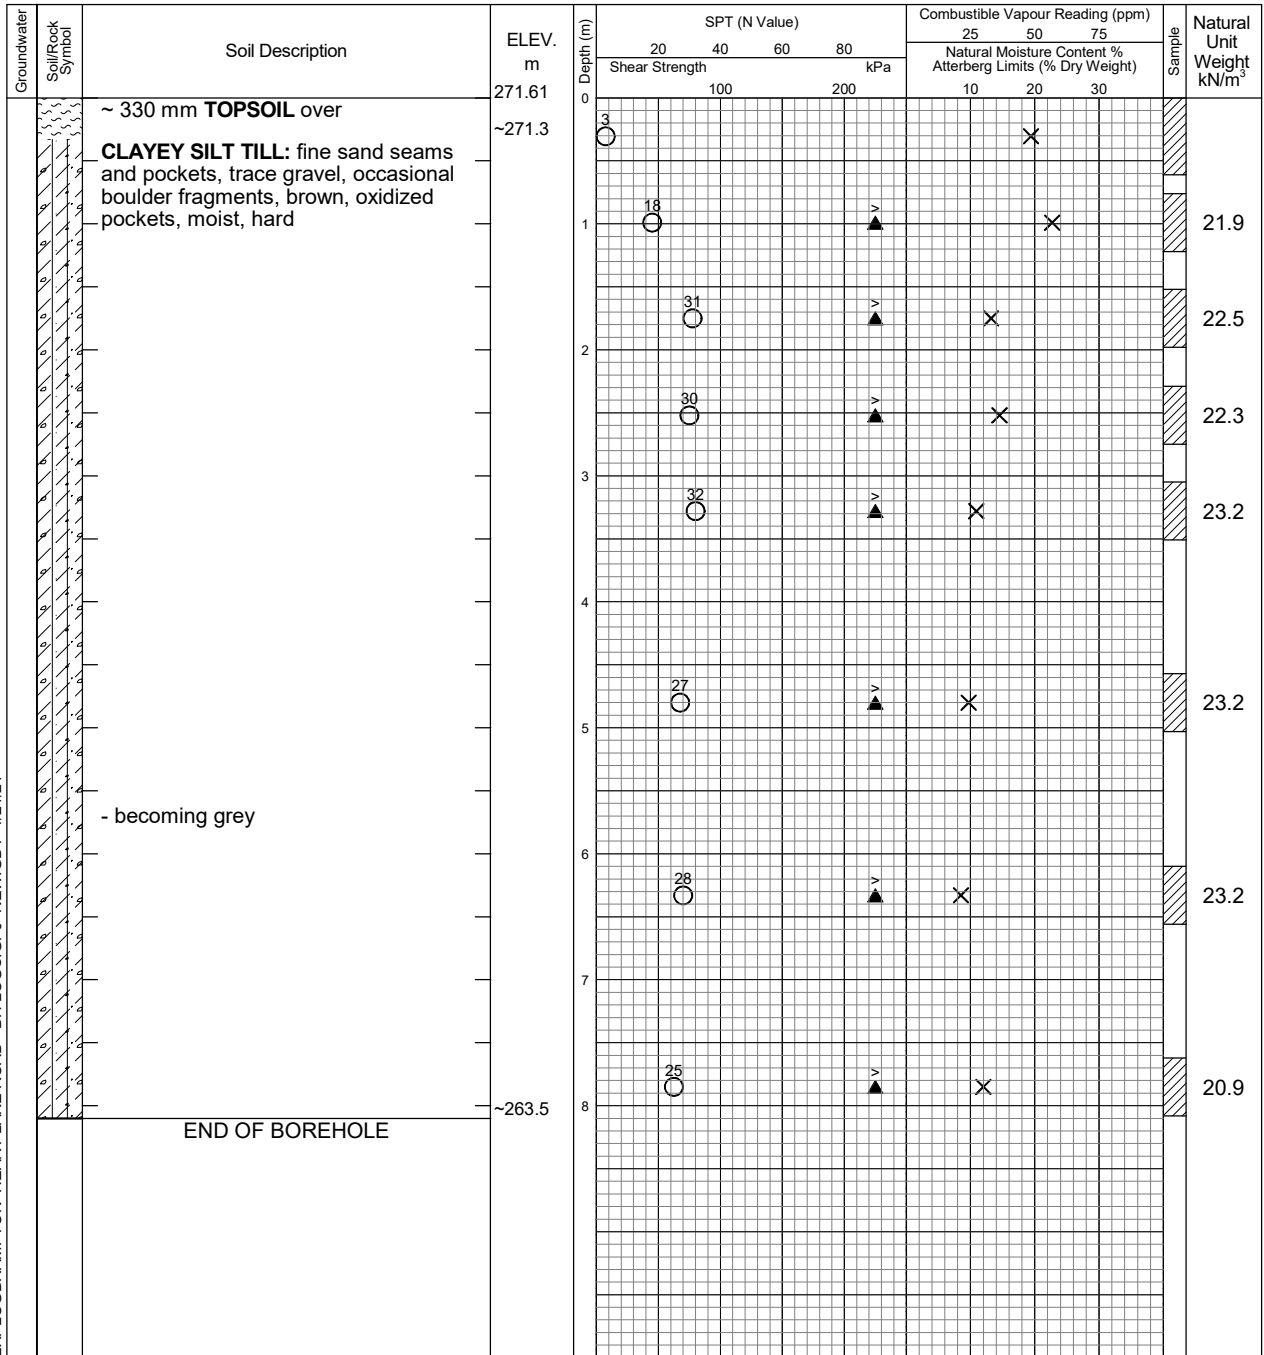 Groundwater
Soil/Rock
Symbol
Soil Description
ELEV.
m
Depth (m)
SPT (N Value)
20 40 60 80
Shear Strength kPa
100 200
Combustible Vapour Reading (ppm)
25 50 75
Natural Moisture Content %
Atterberg Limits (% Dry Weight)
10 20 30
Sample
Natural
Unit
Weight
kN/m3
271.61
0
~ 330 mm TOPSOIL over
~271.3
3
CLAYEY SILT TILL: fine sand seams
and pockets, trace gravel, occasional
boulder fragments, brown, oxidized
pockets, moist, hard
18 >
1
21.9
31 >
22.5
2
30 >
22.3
3
32 >
23.2
4
27 >
23.2
5
- becoming grey
6
28 >
23.2
7
25 >
20.9
~263.5
8
END OF BOREHOLE